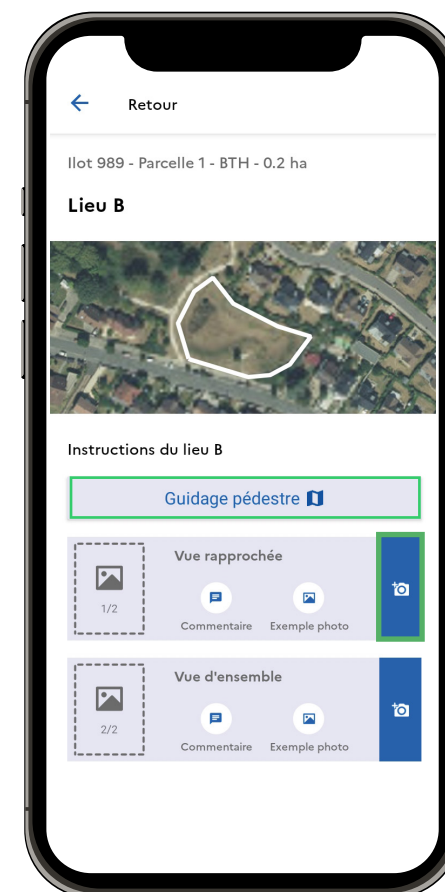 Retour
Ilot 989 - Parcelle 1 - BTH - 0.2 ha
Lieu B
Instructions du lieu B
Guidage pédestre
Vue rapprochée
1/2
Commentaire Exemple photo
Vue d'ensemble
2/2
Commentaire Exemple photo